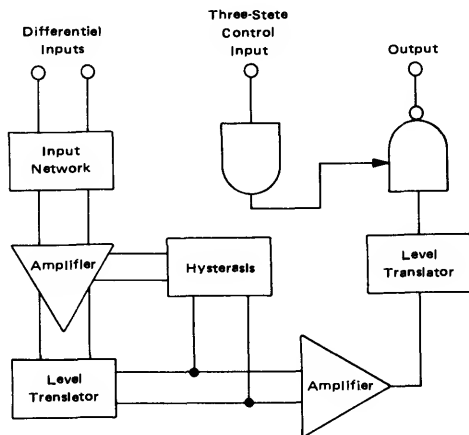 Differential
Inputs
Three-State
Control
Input
Output
Input
Network
Amplifier
Hysterasis
Level
Translator
Level
Translator
Amplifier